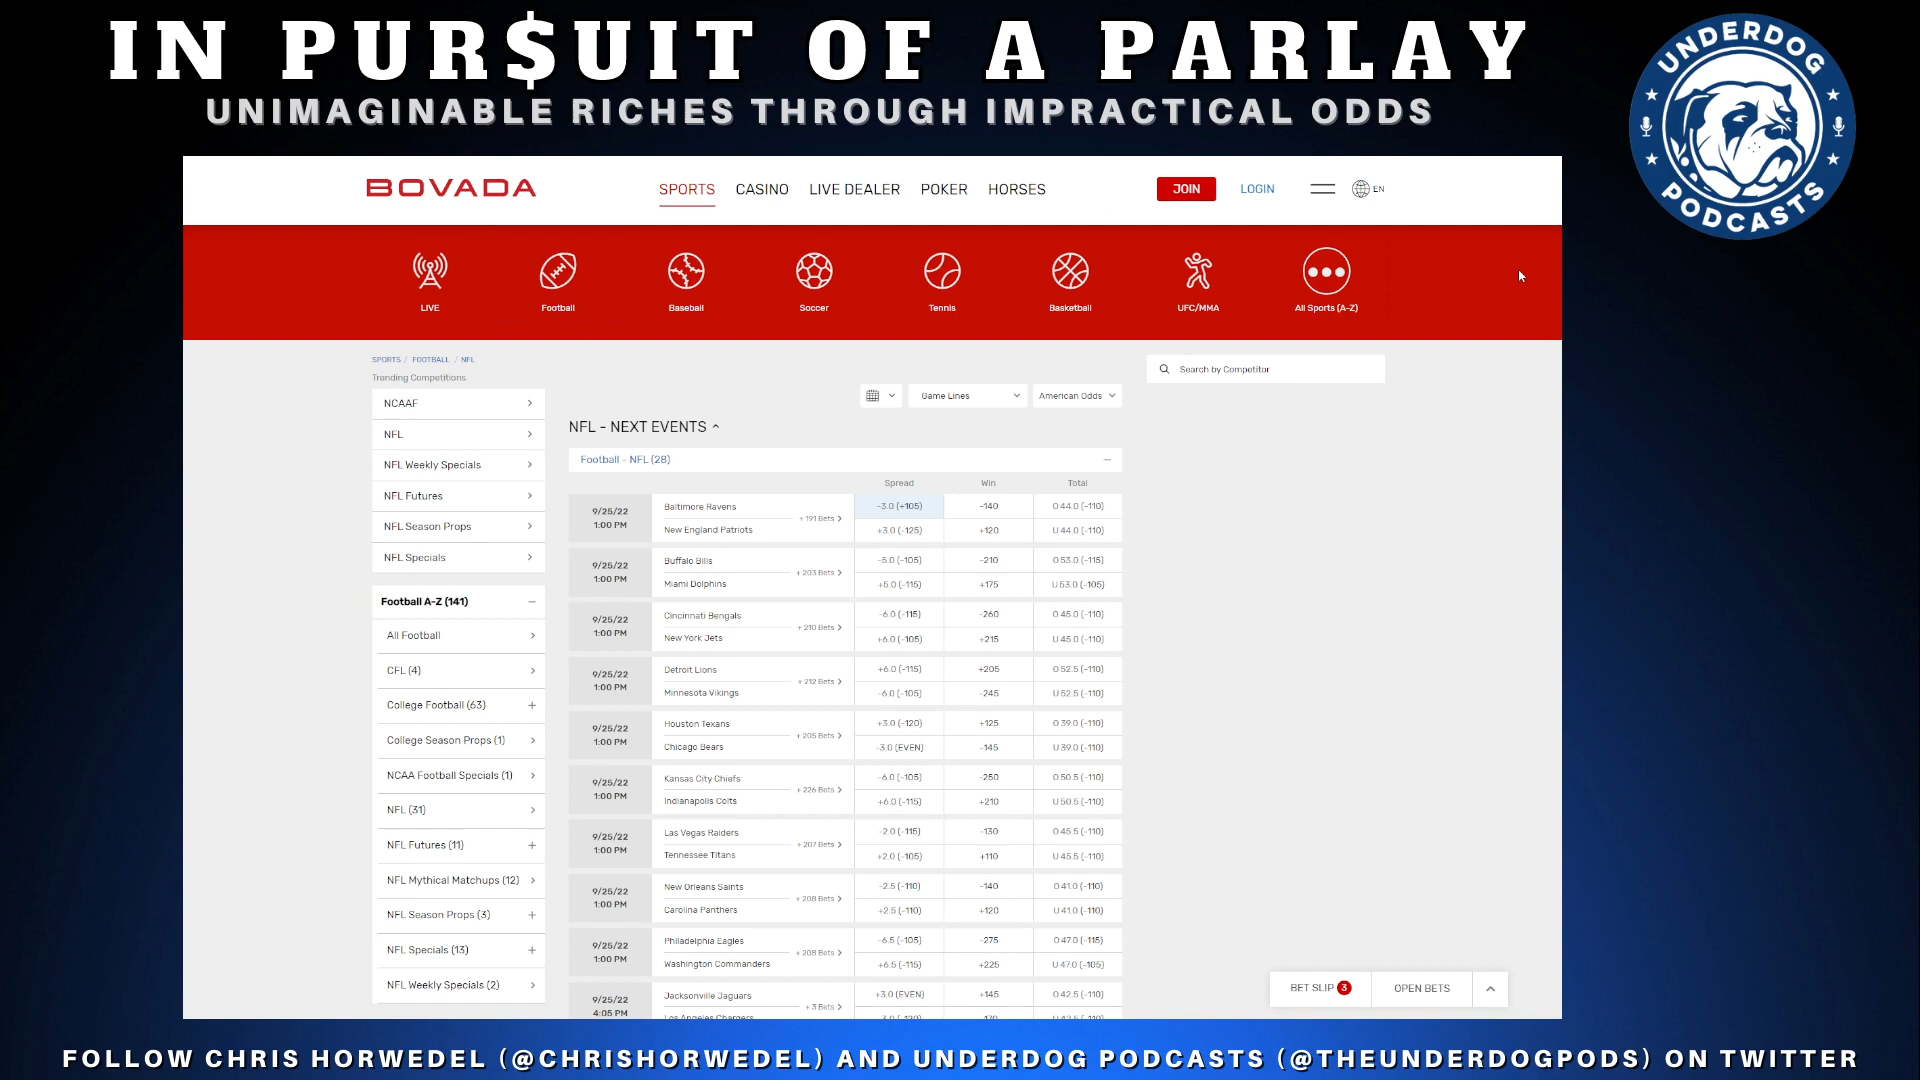 IN PUR$UIT OF A PARLAY
UNIMAGINABLE RICHES THROUGH IMPRACTICAL ODDS
UNDERDOG
PODCASTS
BOVADA
SPORTS CASINO LIVE DEALER POKER HORSES
JOIN LOGIN EN
LIVE Football Baseball Soccer Tennis Basketball UFC/MMA All Sports (A-Z)
SPORTS / FOOTBALL / NFL
Trending Competitions
Search by Competitor
NCAAF
NFL
NFL Weekly Specials
NFL Futures
NFL Season Props
NFL Specials
Football A-Z (141)
All Football
CFL (4)
College Football (63)
College Season Props (1)
NCAA Football Specials (1)
NFL (31)
NFL Futures (11)
NFL Mythical Matchups (12)
NFL Season Props (3)
NFL Specials (13)
NFL Weekly Specials (2)
Game Lines American Odds
NFL - NEXT EVENTS
Football - NFL (28)
Spread Win Total
9/25/22 1:00 PM
Baltimore Ravens -3.0 (+105) -140 O 44.0 (-110)
+ 191 Bets
New England Patriots +3.0 (-125) +120 U 44.0 (-110)
9/25/22 1:00 PM
Buffalo Bills -5.0 (-105) -210 O 53.0 (-115)
+ 203 Bets
Miami Dolphins +5.0 (-115) +175 U 53.0 (-105)
9/25/22 1:00 PM
Cincinnati Bengals -6.0 (-115) -260 O 45.0 (-110)
+ 210 Bets
New York Jets +6.0 (-105) +215 U 45.0 (-110)
9/25/22 1:00 PM
Detroit Lions +6.0 (-115) +205 O 52.5 (-110)
+ 212 Bets
Minnesota Vikings -6.0 (-105) -245 U 52.5 (-110)
9/25/22 1:00 PM
Houston Texans +3.0 (-120) +125 O 39.0 (-110)
+ 205 Bets
Chicago Bears -3.0 (EVEN) -145 U 39.0 (-110)
9/25/22 1:00 PM
Kansas City Chiefs -6.0 (-105) -250 O 50.5 (-110)
+ 226 Bets
Indianapolis Colts +6.0 (-115) +210 U 50.5 (-110)
9/25/22 1:00 PM
Las Vegas Raiders -2.0 (-115) -130 O 45.5 (-110)
+ 207 Bets
Tennessee Titans +2.0 (-105) +110 U 45.5 (-110)
9/25/22 1:00 PM
New Orleans Saints -2.5 (-110) -140 O 41.0 (-110)
+ 208 Bets
Carolina Panthers +2.5 (-110) +120 U 41.0 (-110)
9/25/22 1:00 PM
Philadelphia Eagles -6.5 (-105) -275 O 47.0 (-115)
+ 208 Bets
Washington Commanders +6.5 (-115) +225 U 47.0 (-105)
9/25/22 4:05 PM
Jacksonville Jaguars +3.0 (EVEN) +145 O 42.5 (-110)
+ 3 Bets
Los Angeles Chargers
BET SLIP 3 OPEN BETS
FOLLOW CHRIS HORWEDEL (@CHRISHORWEDEL) AND UNDERDOG PODCASTS (@THEUNDERDOGPODS) ON TWITTER